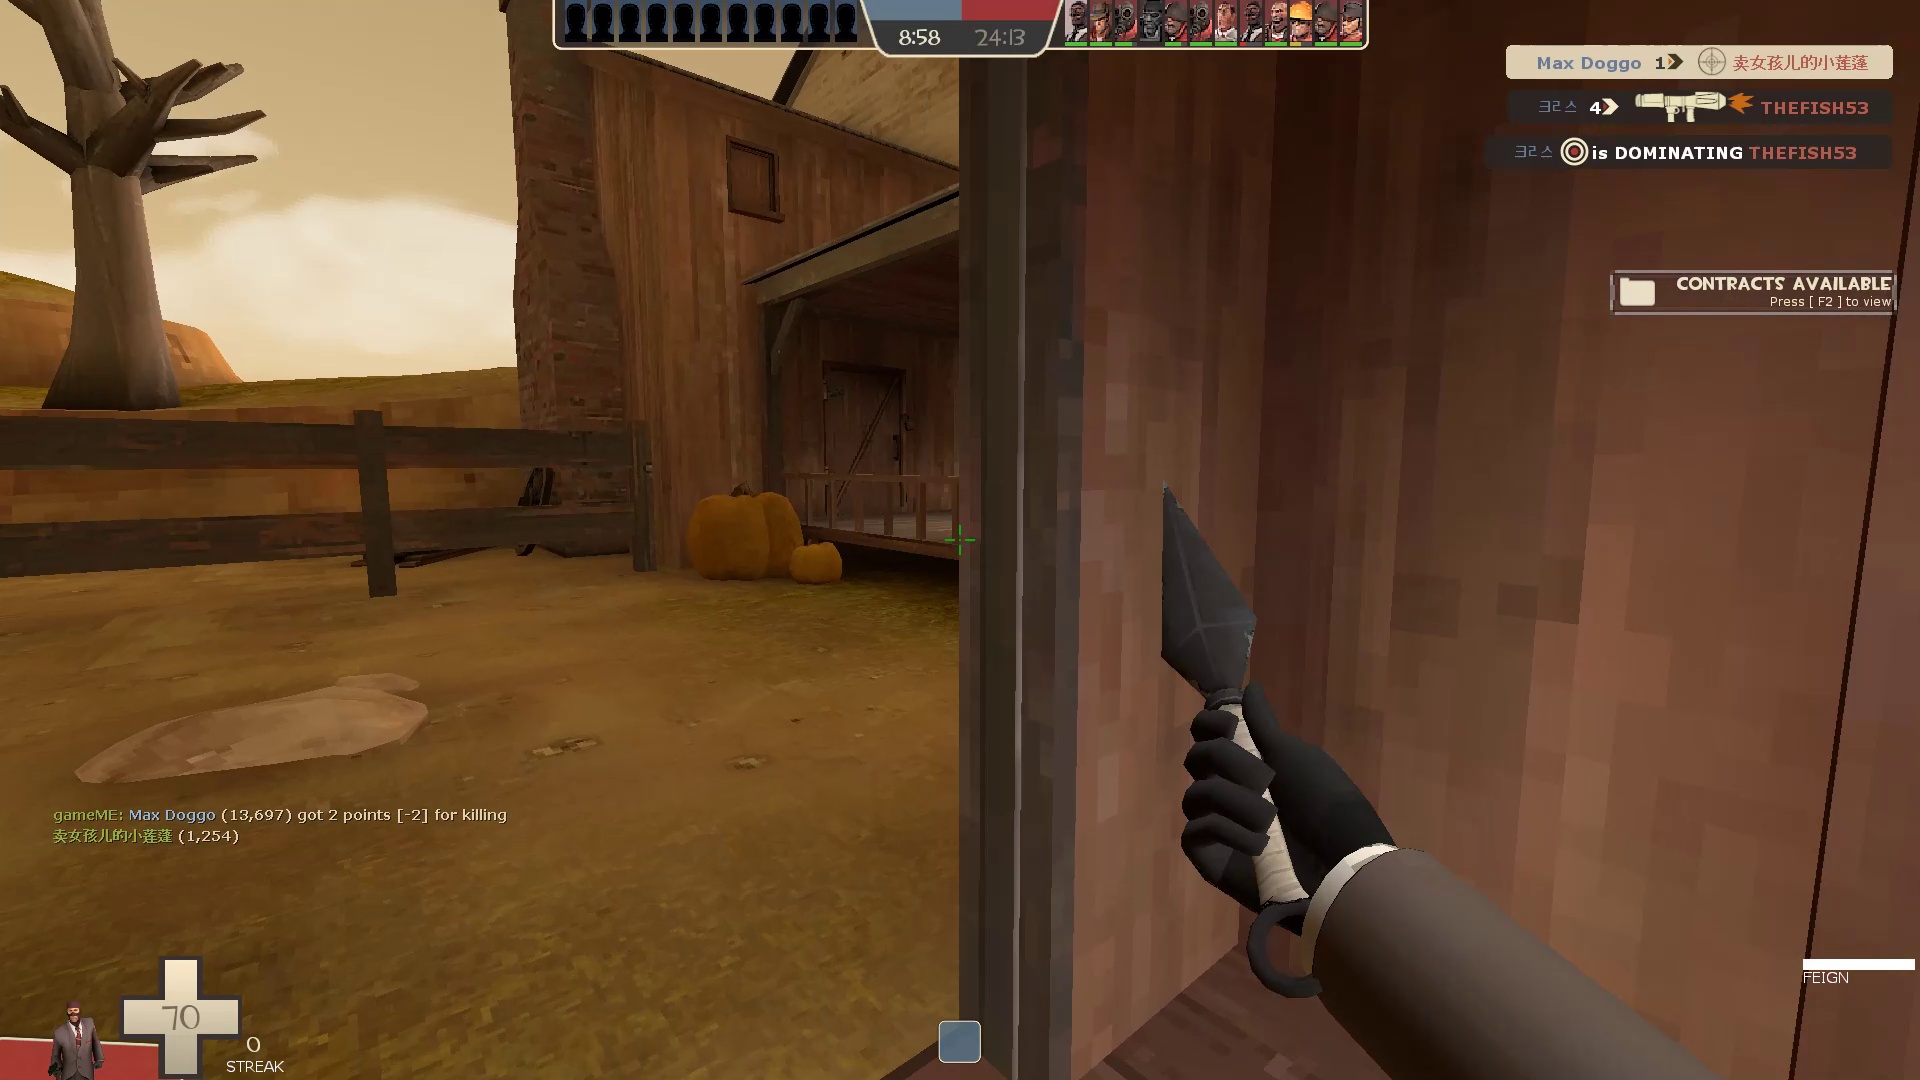 8:58 24:13
Max Doggo 1 卖女孩儿的小莲蓬
크리스 4 THEFISH53
크리스 is DOMINATING THEFISH53
CONTRACTS AVAILABLE
Press [ F2 ] to view
gameME: Max Doggo (13,697) got 2 points [-2] for killing
卖女孩儿的小莲蓬 (1,254)
FEIGN
70
0
STREAK